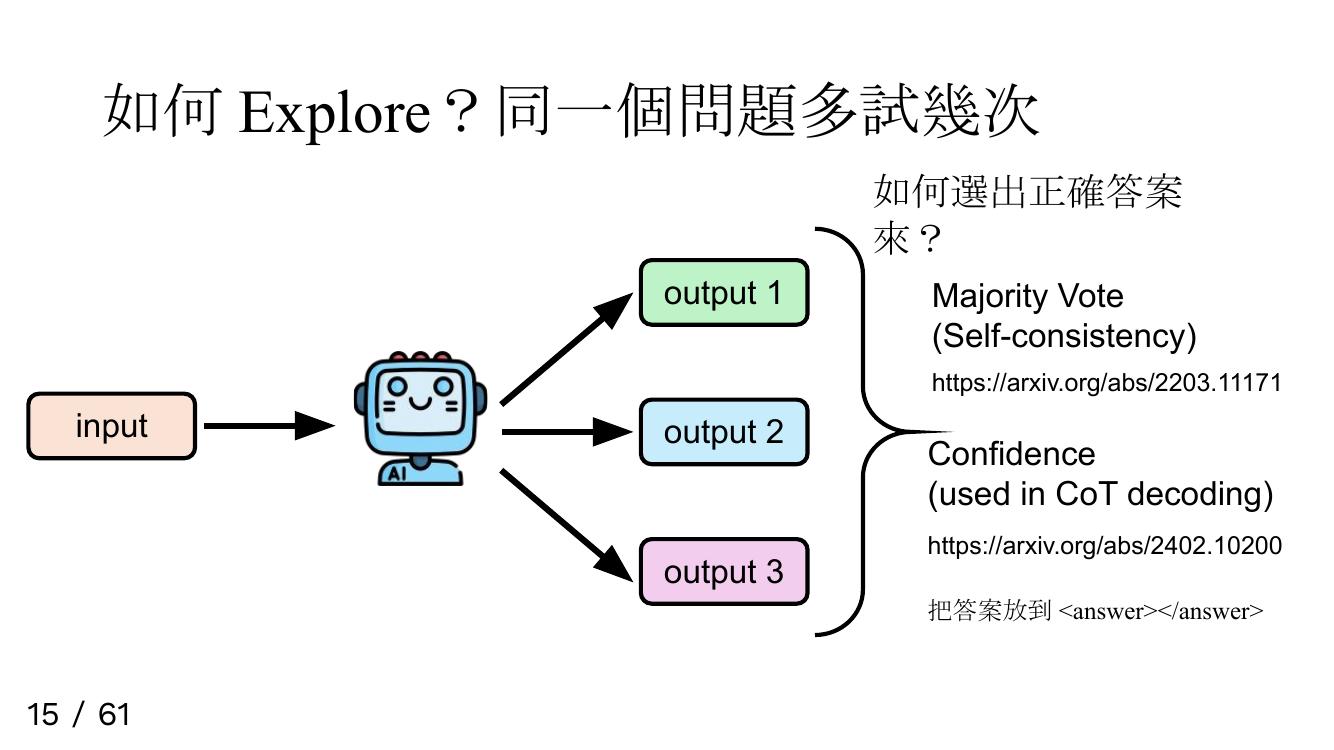 如何 Explore？同一個問題多試幾次
如何選出正確答案
來？
output 1
Majority Vote
(Self-consistency)
https://arxiv.org/abs/2203.11171
input
AI
output 2
Confidence
(used in CoT decoding)
https://arxiv.org/abs/2402.10200
output 3
把答案放到 <answer></answer>
15 / 61